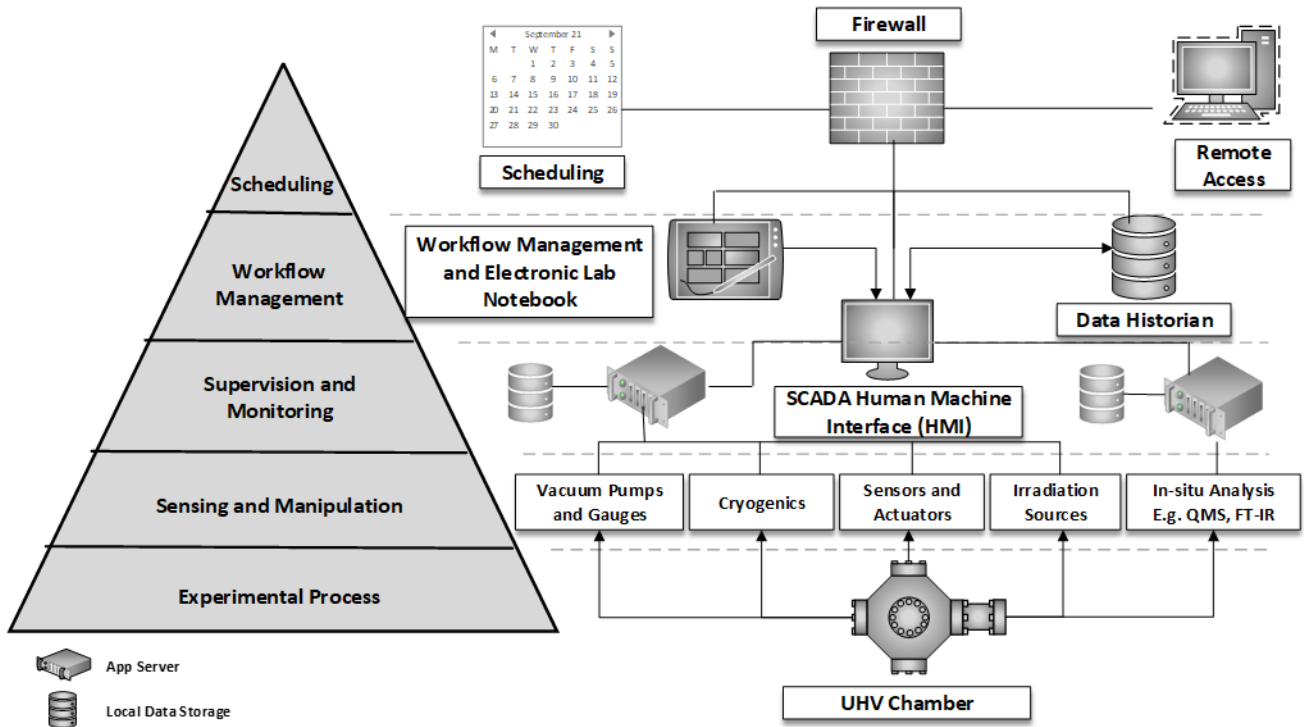 September 21
M T W T F S S
1 2 3 4 5
6 7 8 9 10 11 12
13 14 15 16 17 18 19
20 21 22 23 24 25 26
27 28 29 30
Scheduling
Firewall
Remote
Access
Scheduling
Workflow
Management
Supervision and
Monitoring
Sensing and Manipulation
Experimental Process
Workflow Management
and Electronic Lab
Notebook
Data Historian
SCADA Human Machine
Interface (HMI)
Vacuum Pumps
and Gauges
Cryogenics
Sensors and
Actuators
Irradiation
Sources
In-situ Analysis
E.g. QMS, FT-IR
UHV Chamber
App Server
Local Data Storage